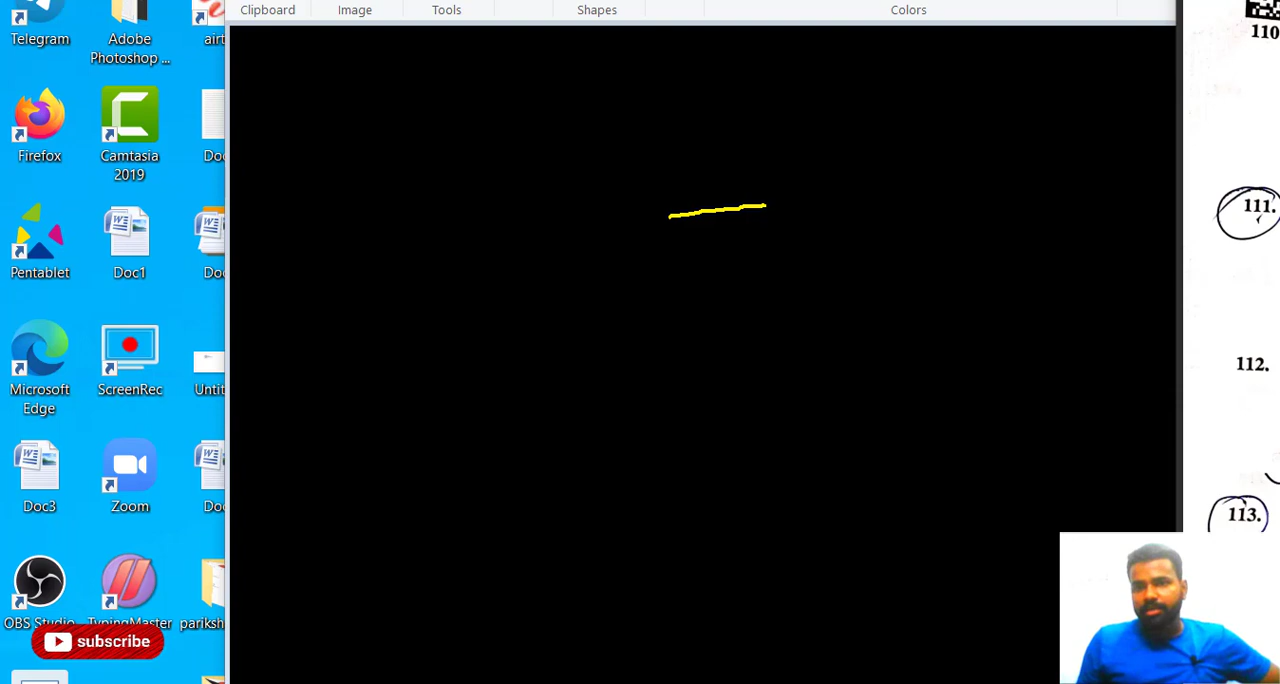 Clipboard
Image
Tools
Shapes
Colors
Telegram
Adobe
Photoshop ...
Firefox
Camtasia
2019
Pentablet
Doc1
Microsoft
Edge
ScreenRec
Doc3
Zoom
OBS Studio
TypingMaster
subscribe
110
111.
112.
113.